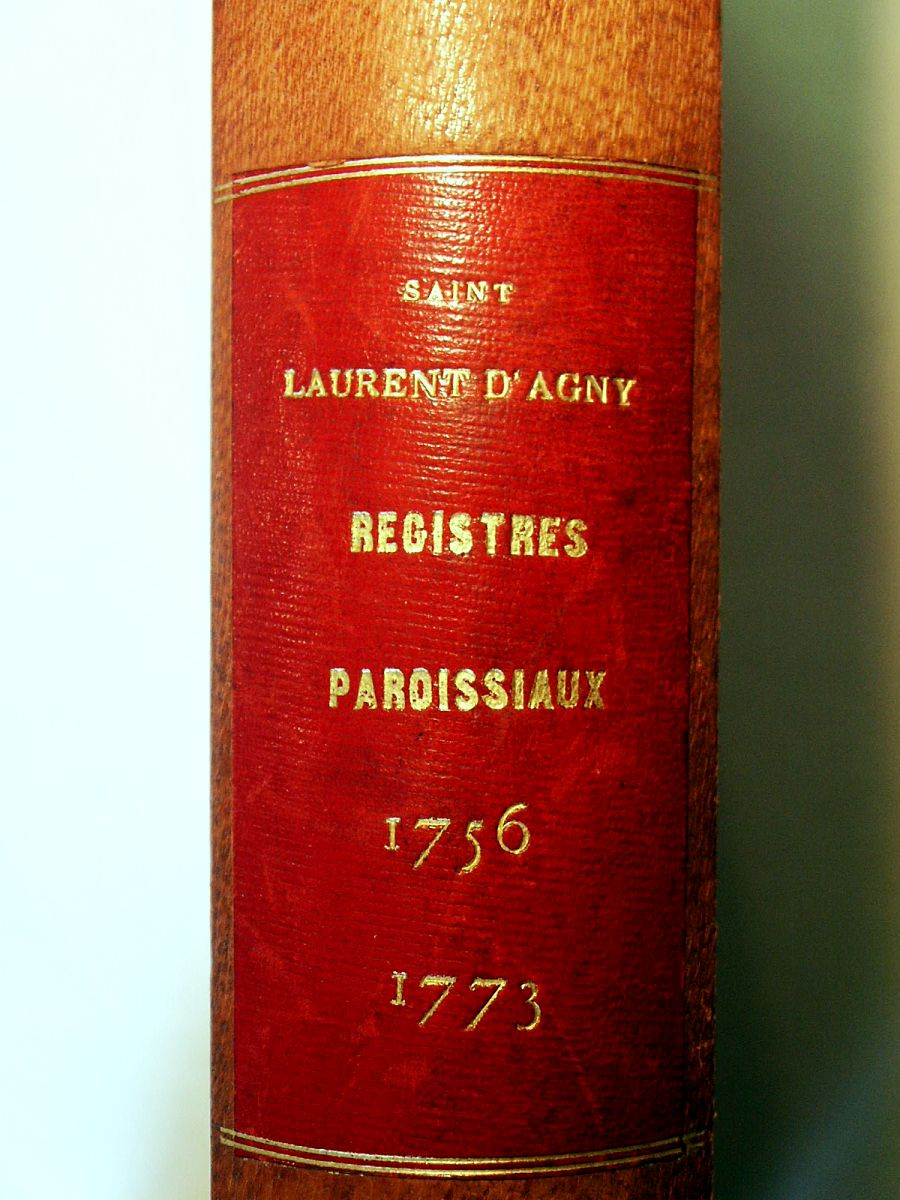 SAINT
LAURENT D'AGNY
REGISTRES
PAROISSIAUX
1756
1773